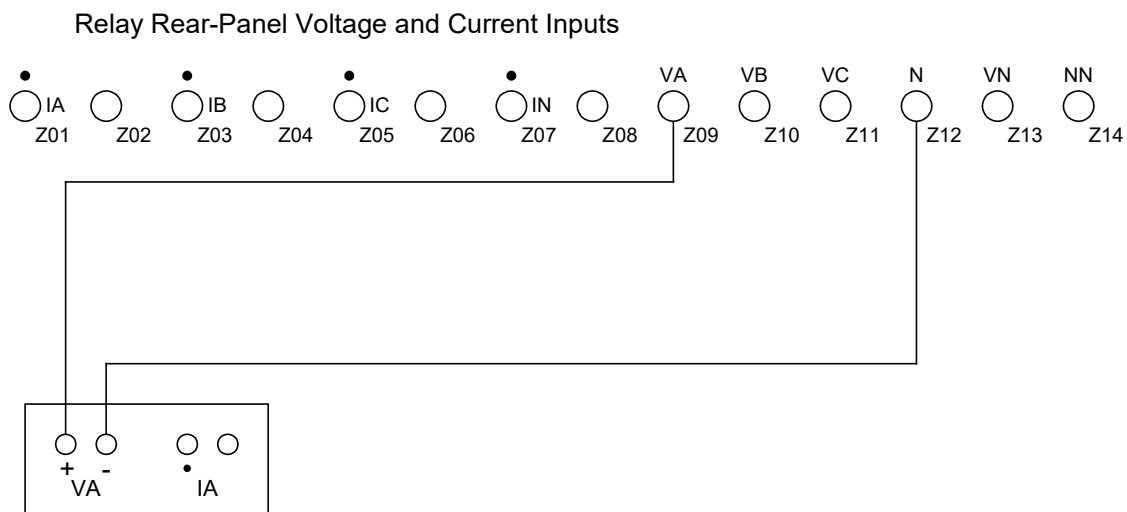 Relay Rear-Panel Voltage and Current Inputs
VA VB VC N VN NN
IA IB IC IN
Z01 Z02 Z03 Z04 Z05 Z06 Z07 Z08 Z09 Z10 Z11 Z12 Z13 Z14
+ -
VA IA